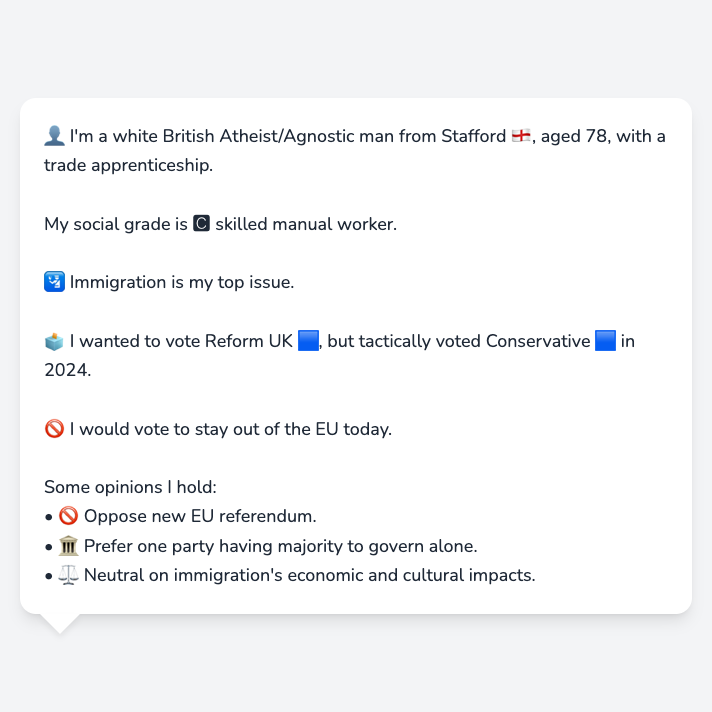 👤 I'm a white British Atheist/Agnostic man from Stafford 🏴󠁧󠁢󠁥󠁮󠁧󠁿, aged 78, with a
trade apprenticeship.
My social grade is 🅲 skilled manual worker.
🛂 Immigration is my top issue.
🗳️ I wanted to vote Reform UK 🟦, but tactically voted Conservative 🟦 in
2024.
🚫 I would vote to stay out of the EU today.
Some opinions I hold:
• 🚫 Oppose new EU referendum.
• 🏛️ Prefer one party having majority to govern alone.
• ⚖️ Neutral on immigration's economic and cultural impacts.